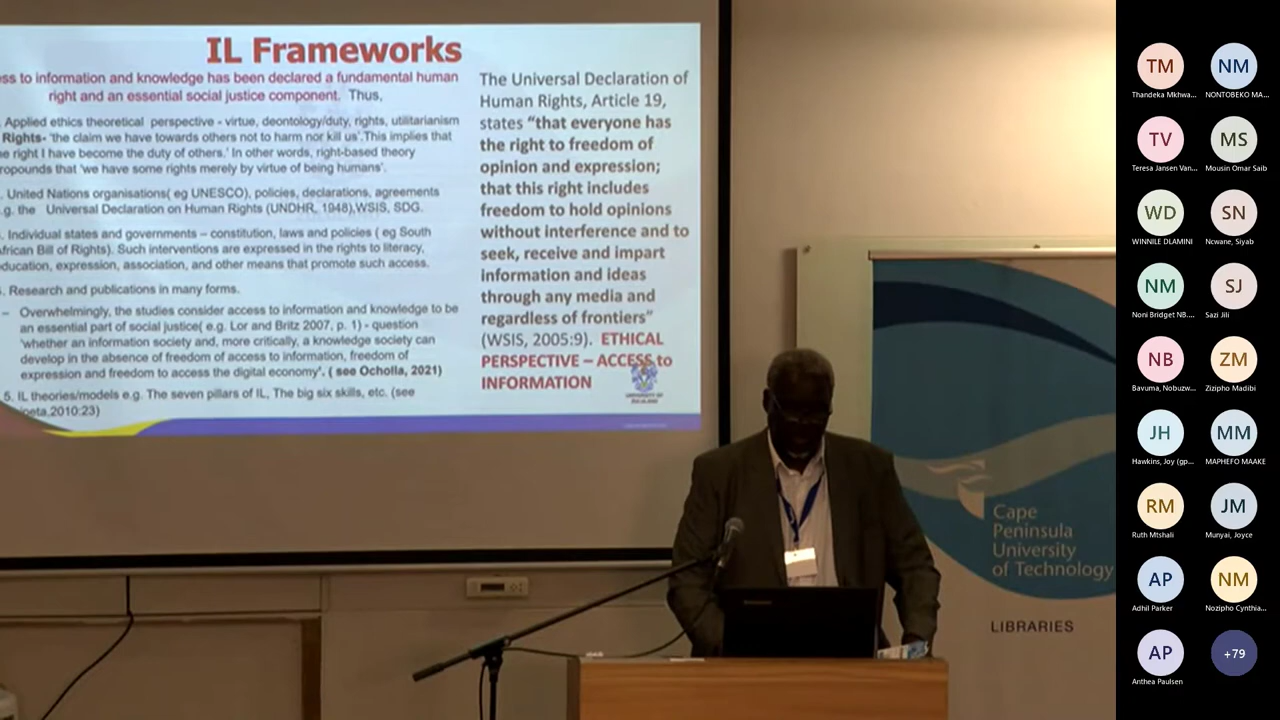 IL Frameworks
ess to information and knowledge has been declared a fundamental human
right and an essential social justice component. Thus,
Applied ethics theoretical perspective - virtue, deontology/duty, rights, utilitarianism
Rights- 'the claim we have towards others not to harm nor kill us'.This implies that
e right I have become the duty of others.' In other words, right-based theory
ropounds that 'we have some rights merely by virtue of being humans'.
. United Nations organisations( eg UNESCO), policies, declarations, agreements
.g. the Universal Declaration on Human Rights (UNDHR, 1948),WSIS, SDG.
. Individual states and governments – constitution, laws and policies ( eg South
African Bill of Rights). Such interventions are expressed in the rights to literacy,
education, expression, association, and other means that promote such access.
. Research and publications in many forms.
– Overwhelmingly, the studies consider access to information and knowledge to be
an essential part of social justice( e.g. Lor and Britz 2007, p. 1) - question
'whether an information society and, more critically, a knowledge society can
develop in the absence of freedom of access to information, freedom of
expression and freedom to access the digital economy'. ( see Ocholla, 2021)
5. IL theories/models e.g. The seven pillars of IL, The big six skills, etc. (see
2010:23)
The Universal Declaration of
Human Rights, Article 19,
states "that everyone has
the right to freedom of
opinion and expression;
that this right includes
freedom to hold opinions
without interference and to
seek, receive and impart
information and ideas
through any media and
regardless of frontiers"
(WSIS, 2005:9). ETHICAL
PERSPECTIVE – ACCESS to
INFORMATION
UNIVERSITY OF
ZULULAND
Cape
Peninsula
University
of Technology
LIBRARIES
TM NM
Thandeka Mkhwa... NONTOBEKO MA...
TV MS
Teresa Jansen Van... Mousin Omar Saib
WD SN
WINNILE DLAMINI Ncwane, Siyab
NM SJ
Noni Bridget NB.... Sazi Jili
NB ZM
Bavuma, Nobuzw... Zizipho Madibi
JH MM
Hawkins, Joy (gp... MAPHEFO MAAKE
RM JM
Ruth Mtshali Munyai, Joyce
AP NM
Adhil Parker Nozipho Cynthia...
AP +79
Anthea Paulsen